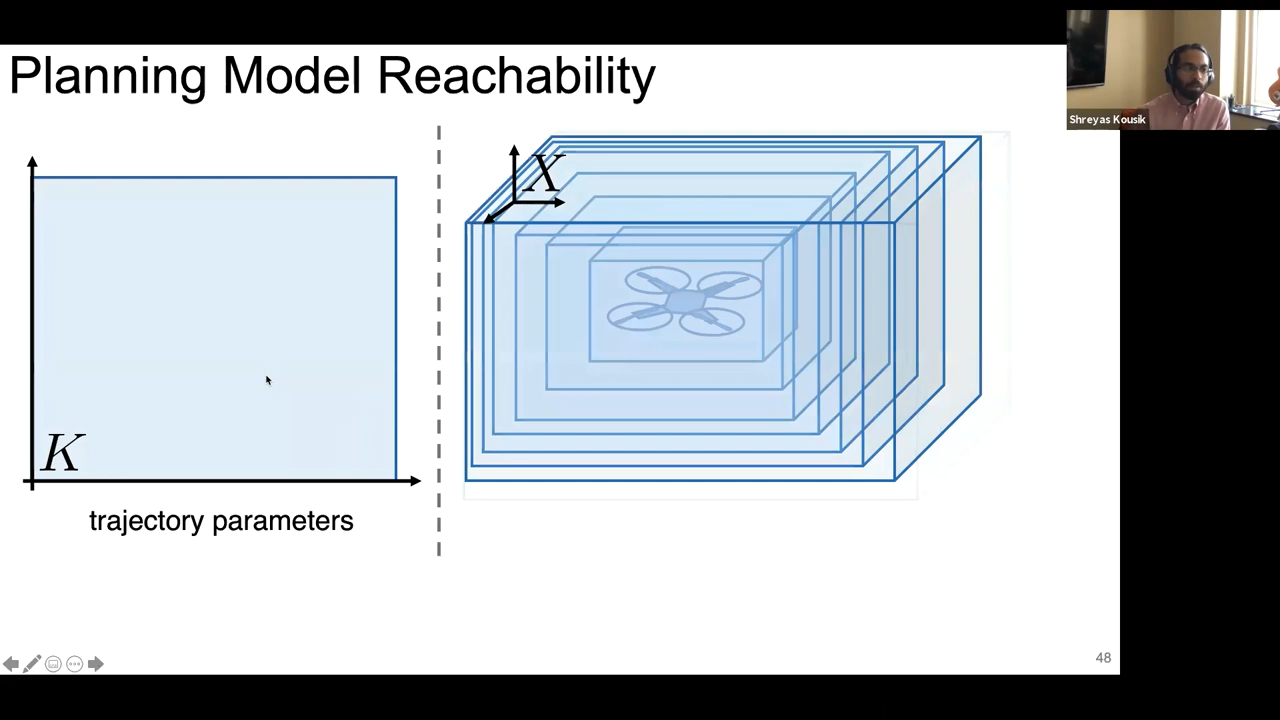 Planning Model Reachability
Shreyas Kousik
X
K
trajectory parameters
48